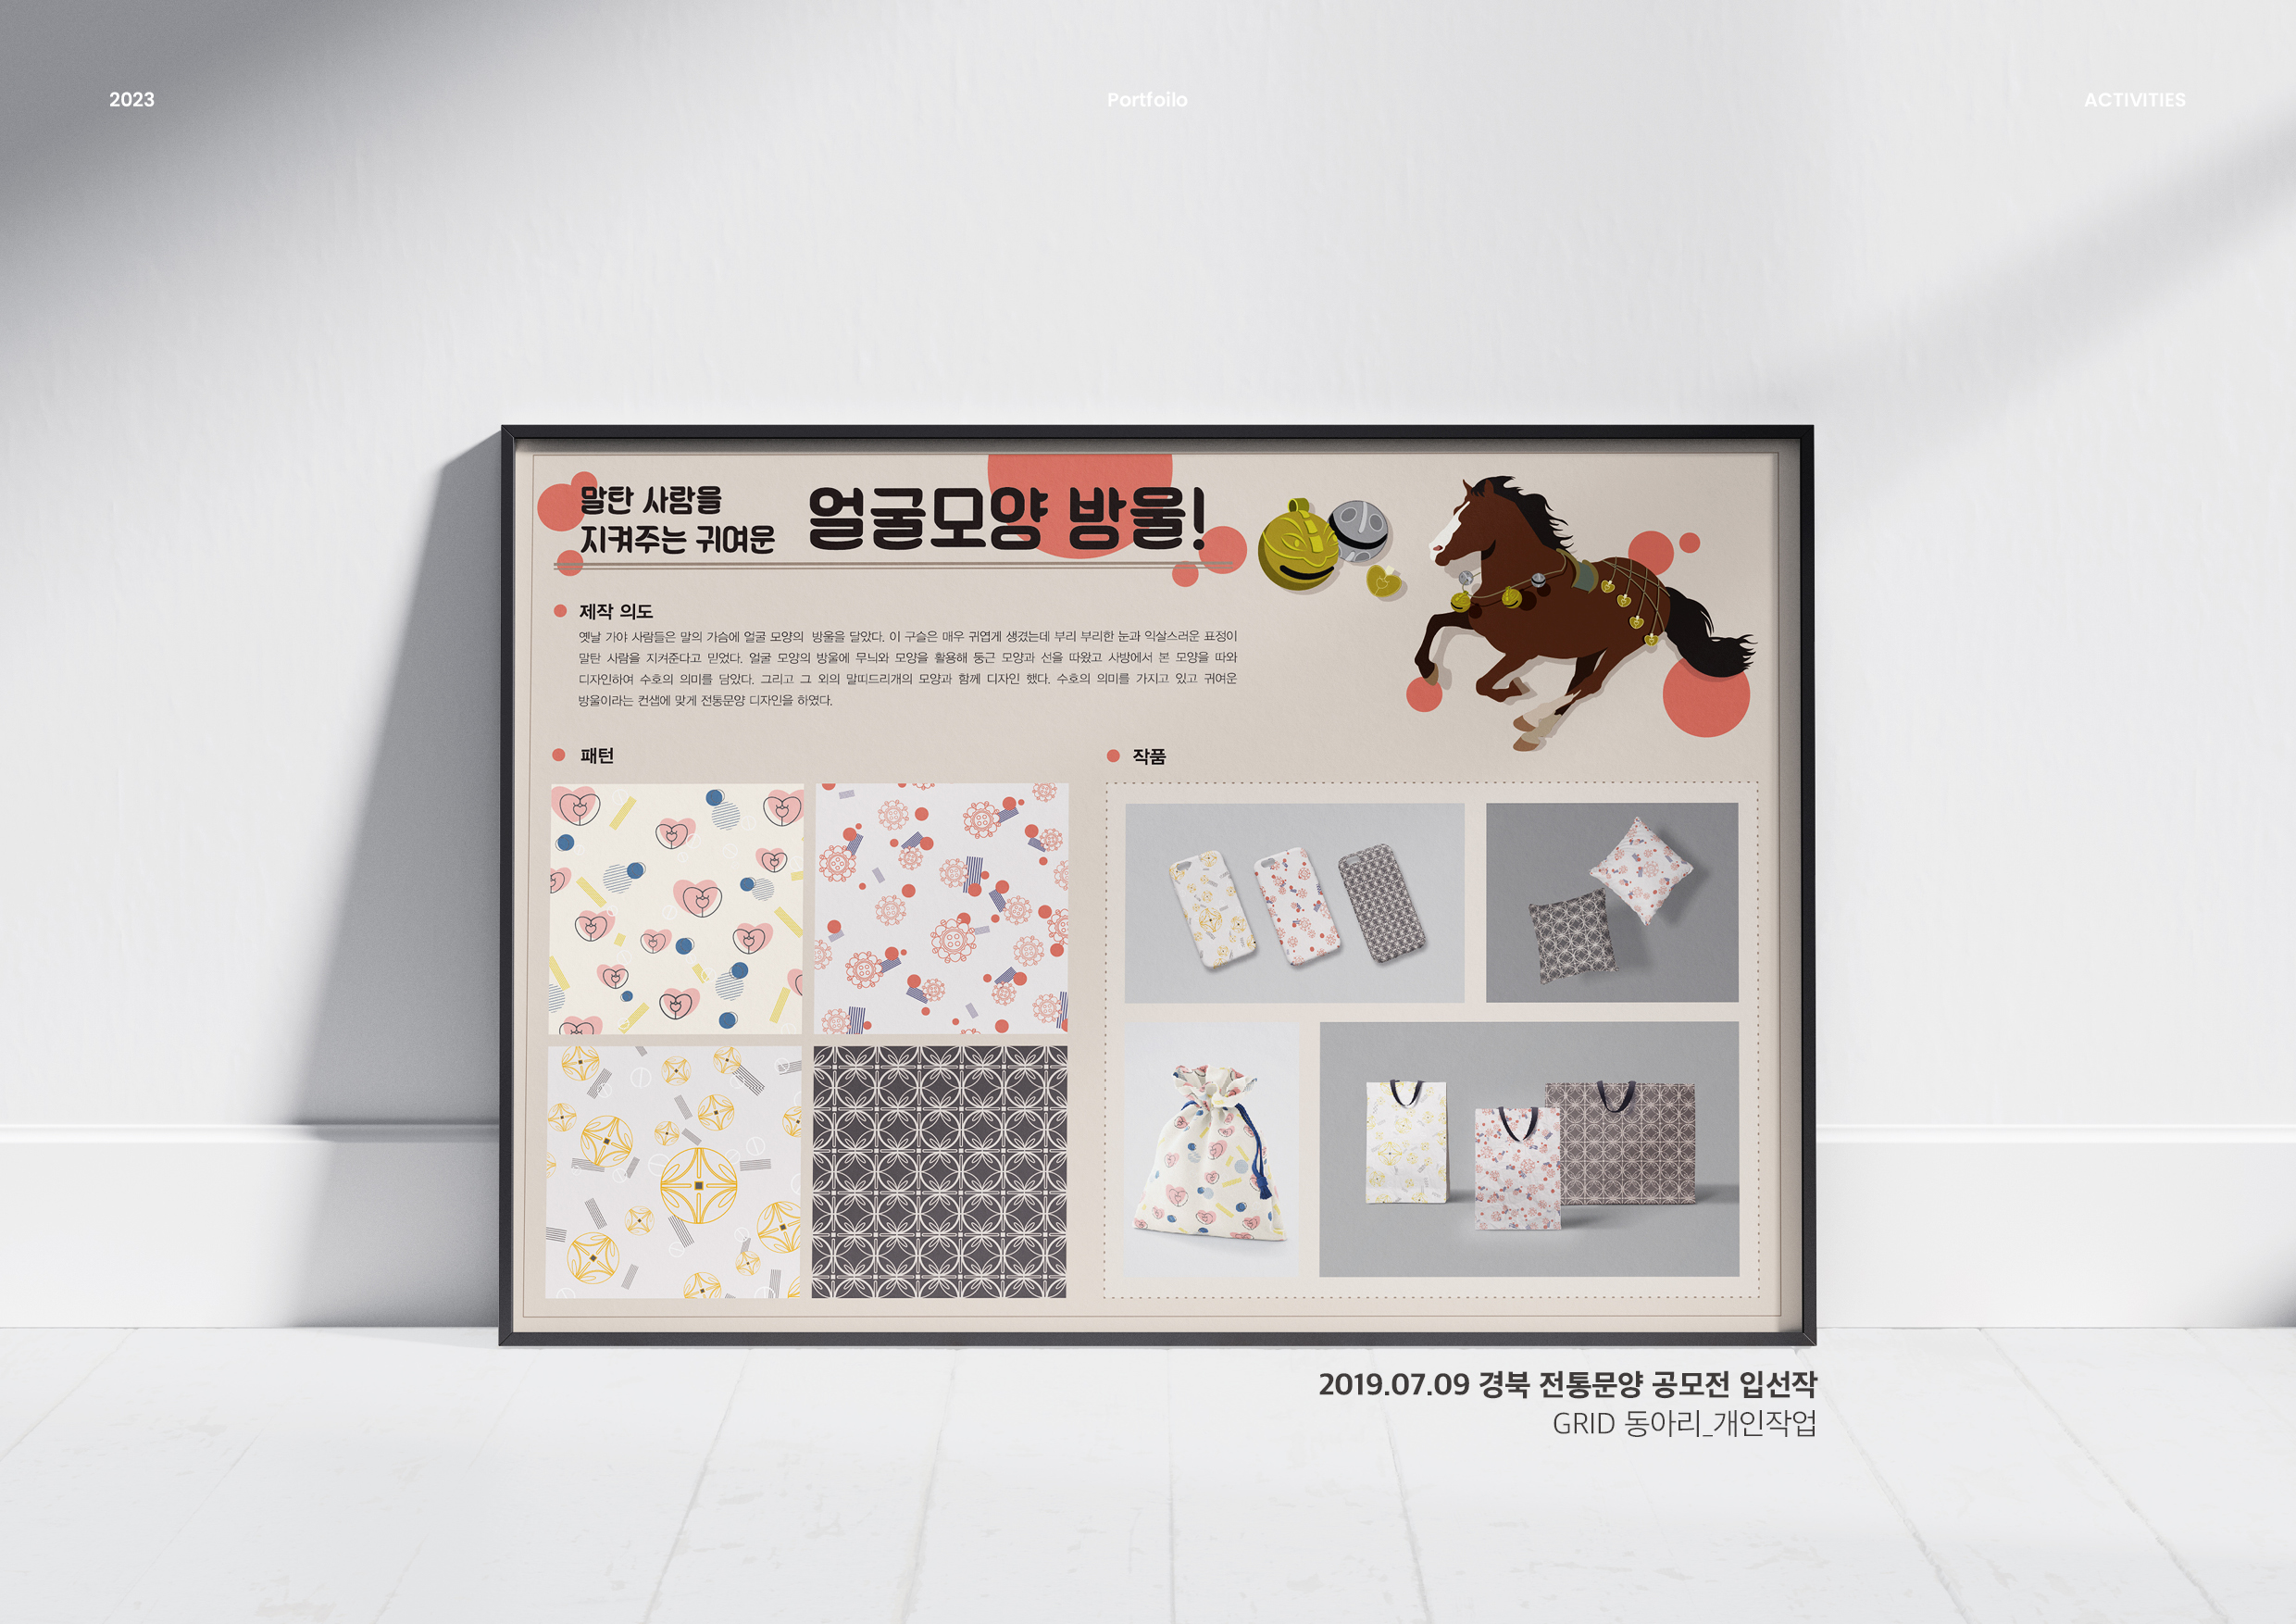 2023
Portfoilo
ACTIVITIES
말탄 사람을
지켜주는 귀여운
얼굴모양 방울!
제작 의도
옛날 가야 사람들은 말의 가슴에 얼굴 모양의 방울을 달았다. 이 구슬은 매우 귀엽게 생겼는데 부리 부리한 눈과 익살스러운 표정이
말탄 사람을 지켜준다고 믿었다. 얼굴 모양의 방울에 무늬와 모양을 활용해 둥근 모양과 선을 따왔고 사방에서 본 모양을 따와
디자인하여 수호의 의미를 담았다. 그리고 그 외의 말띠드리개의 모양과 함께 디자인 했다. 수호의 의미를 가지고 있고 귀여운
방울이라는 컨샙에 맞게 전통문양 디자인을 하였다.
패턴
작품
2019.07.09 경북 전통문양 공모전 입선작
GRID 동아리_개인작업